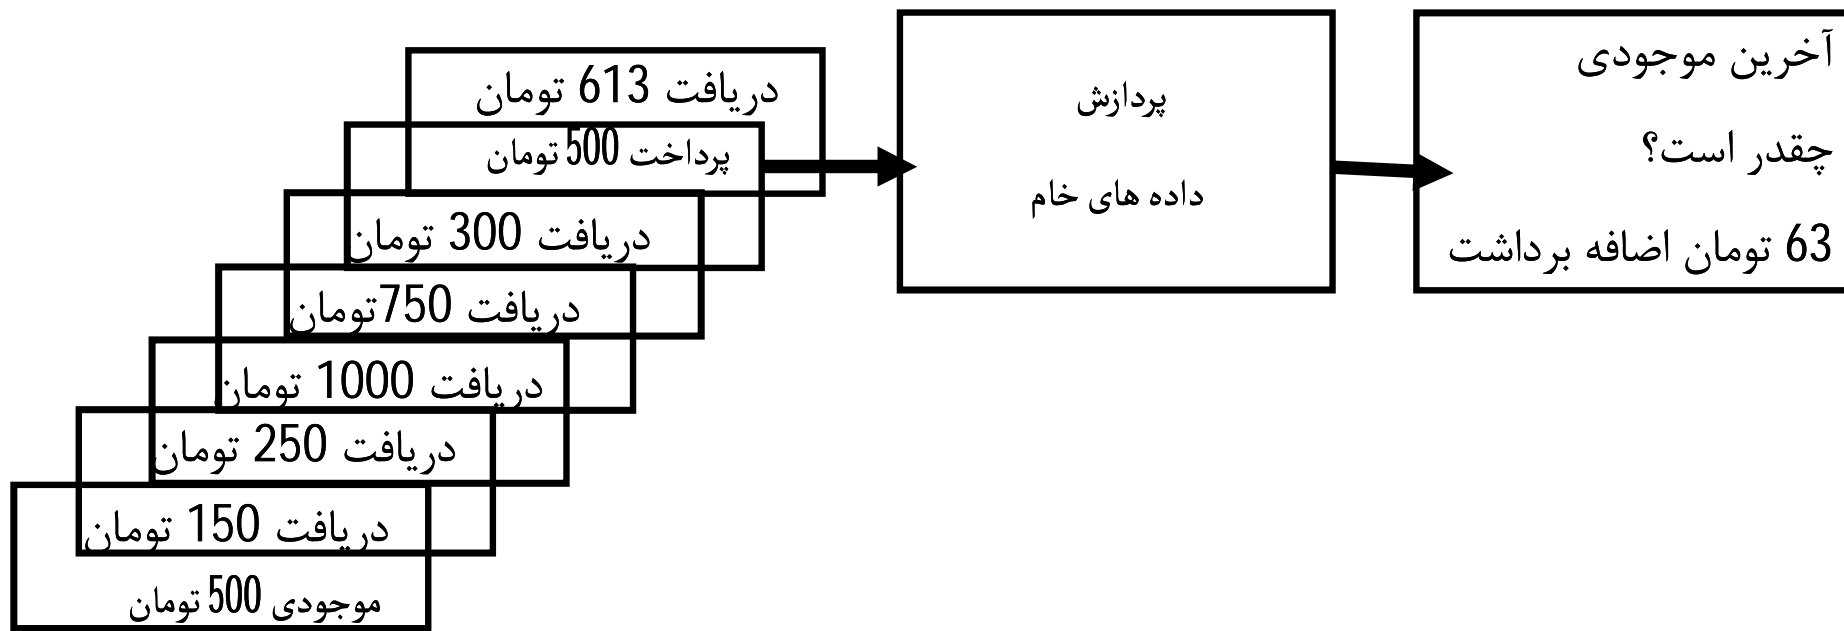 دریافت 613 تومان
پرداخت 500 تومان
دریافت 300 تومان
دریافت 750تومان
دریافت 1000 تومان
دریافت 250 تومان
دریافت 150 تومان
موجودی 500 تومان
پردازش
داده های خام
آخرین موجودی
چقدر است؟
63 تومان اضافه برداشت